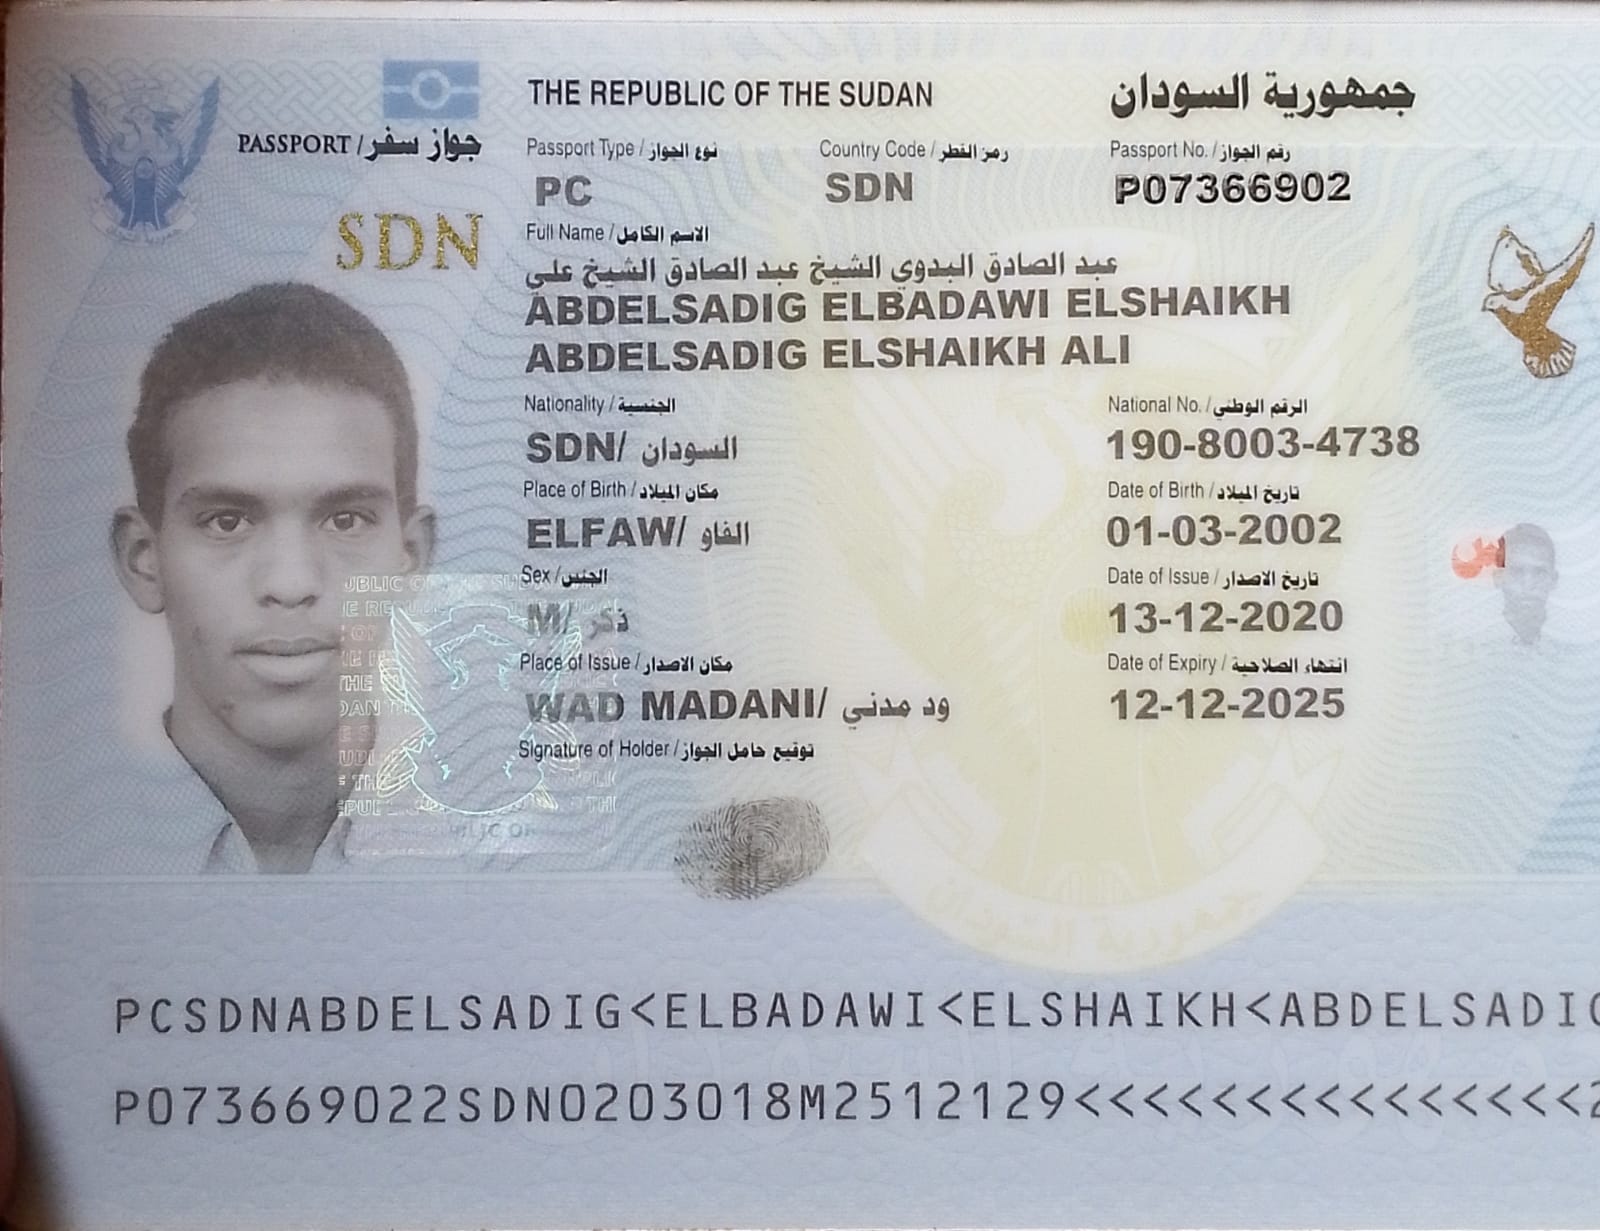 THE REPUBLIC OF THE SUDAN
جمهورية السودان
PASSPORT / جواز سفر
Passport Type / نوع الجواز
Country Code / رمز القطر
Passport No. / رقم الجواز
PC
SDN
P07366902
SDN
Full Name / الاسم الكامل
عبد الصادق البدوي الشيخ عبد الصادق الشيخ علي
ABDELSADIG ELBADAWI ELSHAIKH
ABDELSADIG ELSHAIKH ALI
Nationality / الجنسية
National No. / الرقم الوطني
SDN/ السودان
190-8003-4738
Place of Birth / مكان الميلاد
Date of Birth / تاريخ الميلاد
ELFAW/ الفاو
01-03-2002
Sex / الجنس
Date of Issue / تاريخ الاصدار
M/ ذكر
13-12-2020
Place of Issue / مكان الاصدار
Date of Expiry / انتهاء الصلاحية
WAD MADANI/ ود مدني
12-12-2025
Signature of Holder / توقيع حامل الجواز
جمهورية السودان
PCSDNABDELSADIG<ELBADAWI<ELSHAIKH<ABDELSADIG
P073669022SDN0203018M2512129<<<<<<<<<<<<<<<2